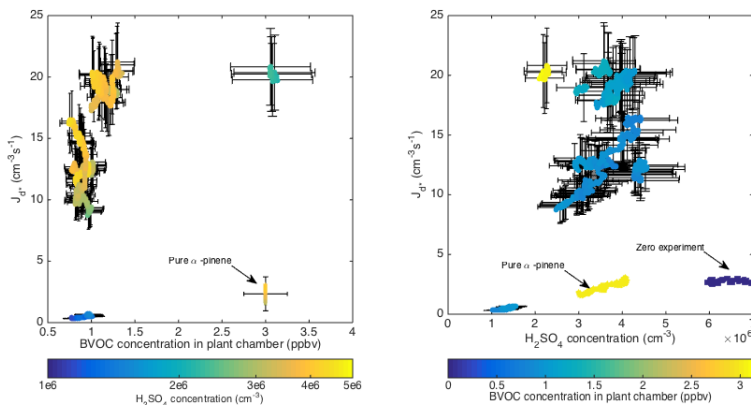 25
20
15
10
5
0
J_d*, (cm^-3 s^-1)
Pure α -pinene
0.5 1 1.5 2 2.5 3 3.5 4
BVOC concentration in plant chamber (ppbv)
1e6 2e6 3e6 4e6 5e6
H2SO4 concentration (cm^-3)
25
20
15
10
5
0
J_d*, (cm^-3 s^-1)
Zero experiment
Pure α -pinene
0 2 4 6
H2SO4 concentration (cm^-3) ×10^6
0 0.5 1 1.5 2 2.5 3
BVOC concentration in plant chamber (ppbv)